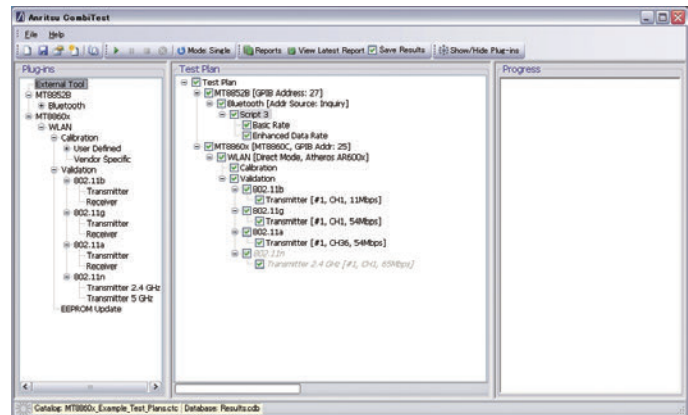 Anritsu CombiTest
File Help
Mode: Single Reports View Latest Report Save Results Show/Hide Plug-ins
Plug-ins
External Tool
MT8852B
Bluetooth
MT8860x
WLAN
Calibration
User Defined
Vendor Specific
Validation
802.11b
Transmitter
Receiver
802.11g
Transmitter
Receiver
802.11a
Transmitter
Receiver
802.11n
Transmitter 2.4 GHz
Transmitter 5 GHz
EEPROM Update
Test Plan
Test Plan
MT8852B [GPIB Address: 27]
Bluetooth [Addr Source: Inquiry]
Script 3
Basic Rate
Enhanced Data Rate
MT8860x [MT8860C, GPIB Addr: 25]
WLAN [Direct Mode, Atheros AR600x]
Calibration
Validation
802.11b
Transmitter [#1, CH1, 11Mbps]
802.11g
Transmitter [#1, CH1, 54Mbps]
802.11a
Transmitter [#1, CH36, 54Mbps]
802.11n
Transmitter 2.4 GHz [#1, CH1, 65Mbps]
Progress
Catalog: MT8860x_Example_Test_Plans.ctc Database: Results.cdb